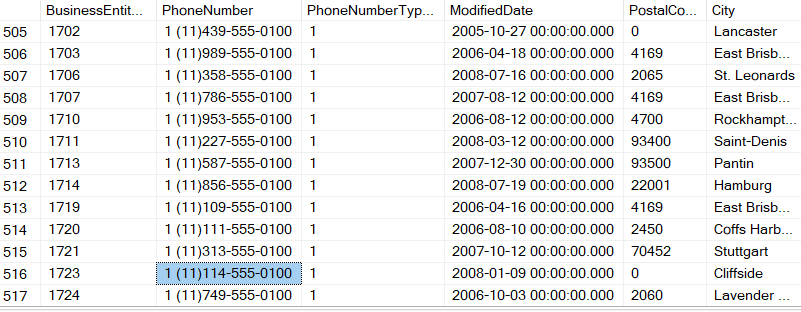 BusinessEntit... PhoneNumber PhoneNumberTyp... ModifiedDate PostalCo... City
505 1702 1 (11)439-555-0100 1 2005-10-27 00:00:00.000 0 Lancaster
506 1703 1 (11)989-555-0100 1 2006-04-18 00:00:00.000 4169 East Brisb...
507 1706 1 (11)358-555-0100 1 2008-07-16 00:00:00.000 2065 St. Leonards
508 1707 1 (11)786-555-0100 1 2007-08-12 00:00:00.000 4169 East Brisb...
509 1710 1 (11)953-555-0100 1 2006-08-12 00:00:00.000 4700 Rockhampt...
510 1711 1 (11)227-555-0100 1 2008-03-12 00:00:00.000 93400 Saint-Denis
511 1713 1 (11)587-555-0100 1 2007-12-30 00:00:00.000 93500 Pantin
512 1714 1 (11)856-555-0100 1 2008-07-19 00:00:00.000 22001 Hamburg
513 1719 1 (11)109-555-0100 1 2006-04-16 00:00:00.000 4169 East Brisb...
514 1720 1 (11)111-555-0100 1 2006-08-10 00:00:00.000 2450 Coffs Harb...
515 1721 1 (11)313-555-0100 1 2007-10-12 00:00:00.000 70452 Stuttgart
516 1723 1 (11)114-555-0100 1 2008-01-09 00:00:00.000 0 Cliffside
517 1724 1 (11)749-555-0100 1 2006-10-03 00:00:00.000 2060 Lavender ...